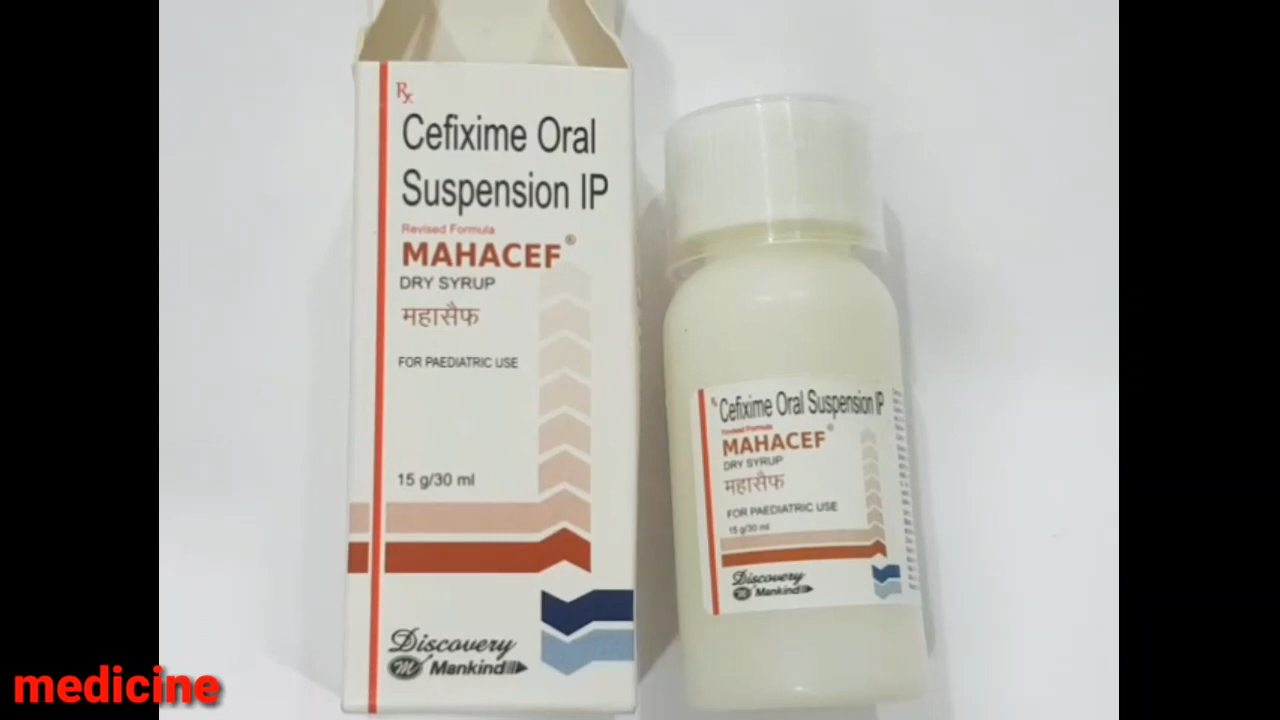 Rx
Cefixime Oral
Suspension IP
Revised Formula
MAHACEF®
DRY SYRUP
महासैफ
FOR PAEDIATRIC USE
15 g/30 ml
Discovery
Mankind
Rx Cefixime Oral Suspension IP
Revised Formula
MAHACEF®
DRY SYRUP
महासैफ
FOR PAEDIATRIC USE
15 g/30 ml
Discovery
Mankind
medicine